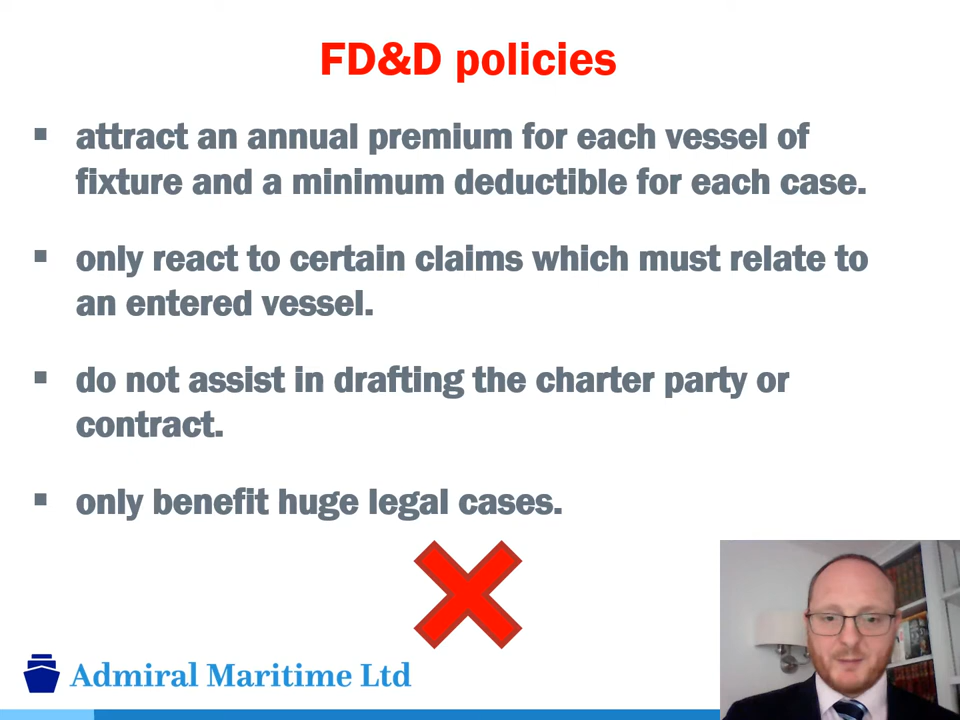 FD&D policies
▪ attract an annual premium for each vessel of
fixture and a minimum deductible for each case.
▪ only react to certain claims which must relate to
an entered vessel.
▪ do not assist in drafting the charter party or
contract.
▪ only benefit huge legal cases.
Admiral Maritime Ltd